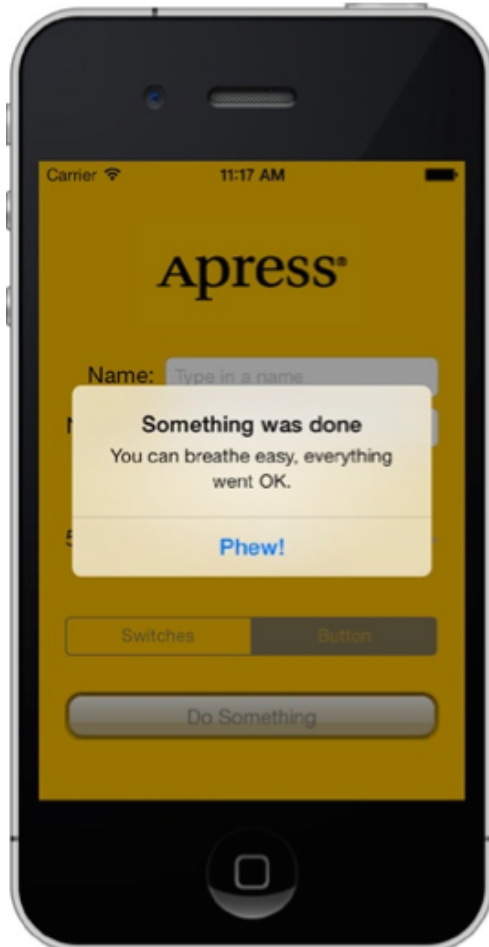 Carrier 11:17 AM
Apress®
Name: Type in a name
N
Something was done
You can breathe easy, everything
went OK.
5
Phew!
Switches Button
Do Something